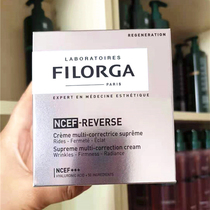 REGENERATION
LABORATOIRES
FILORGA
PARIS
EXPERT EN MÉDECINE ESTHÉTIQUE
NCEF-REVERSE
Crème multi-correctrice suprême
Rides - Fermeté - Éclat
Supreme multi-correction cream
Wrinkles - Firmness - Radiance
NCEF